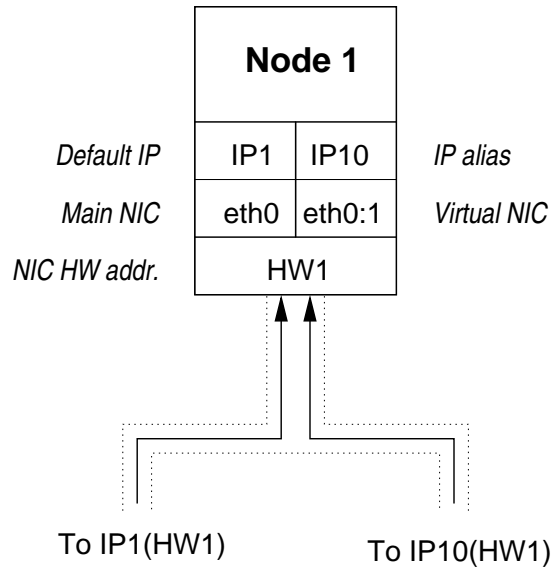 Node 1
Default IP IP1 IP10 IP alias
Main NIC eth0 eth0:1 Virtual NIC
NIC HW addr. HW1
To IP1(HW1) To IP10(HW1)